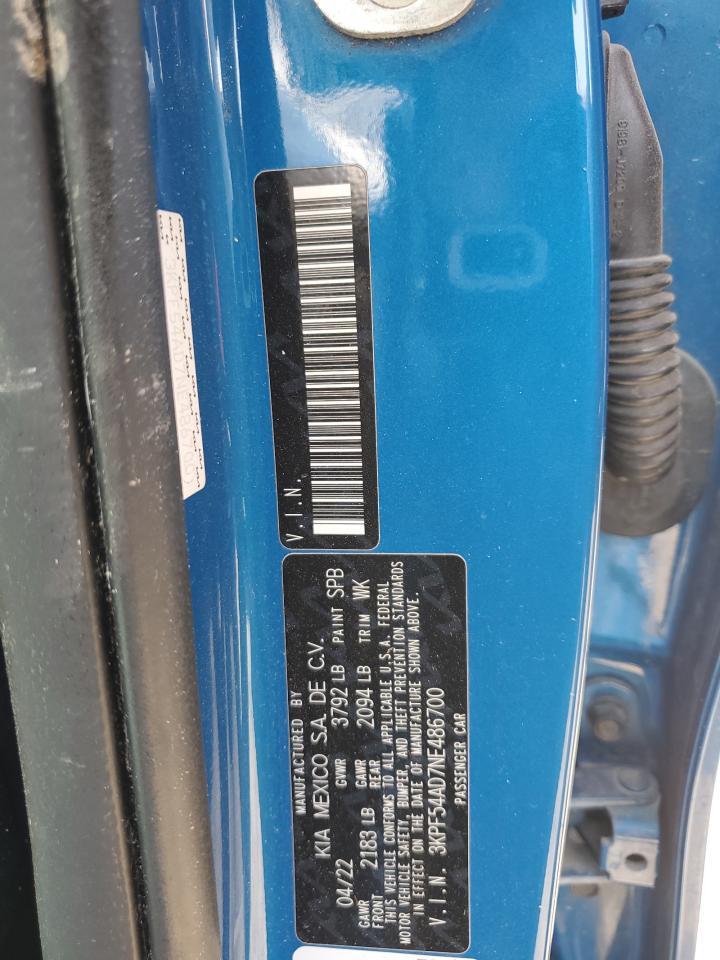 V.I.N.
MANUFACTURED BY
KIA MEXICO S.A. DE C.V.
04/22 GVWR 3792 LB PAINT SPB
GAWR FRONT 2183 LB GAWR REAR 2094 LB TRIM WK
THIS VEHICLE CONFORMS TO ALL APPLICABLE U.S.A. FEDERAL
MOTOR VEHICLE SAFETY, BUMPER, AND THEFT PREVENTION STANDARDS
IN EFFECT ON THE DATE OF MANUFACTURE SHOWN ABOVE.
V.I.N. 3KPF54AD7NE486700
PASSENGER CAR